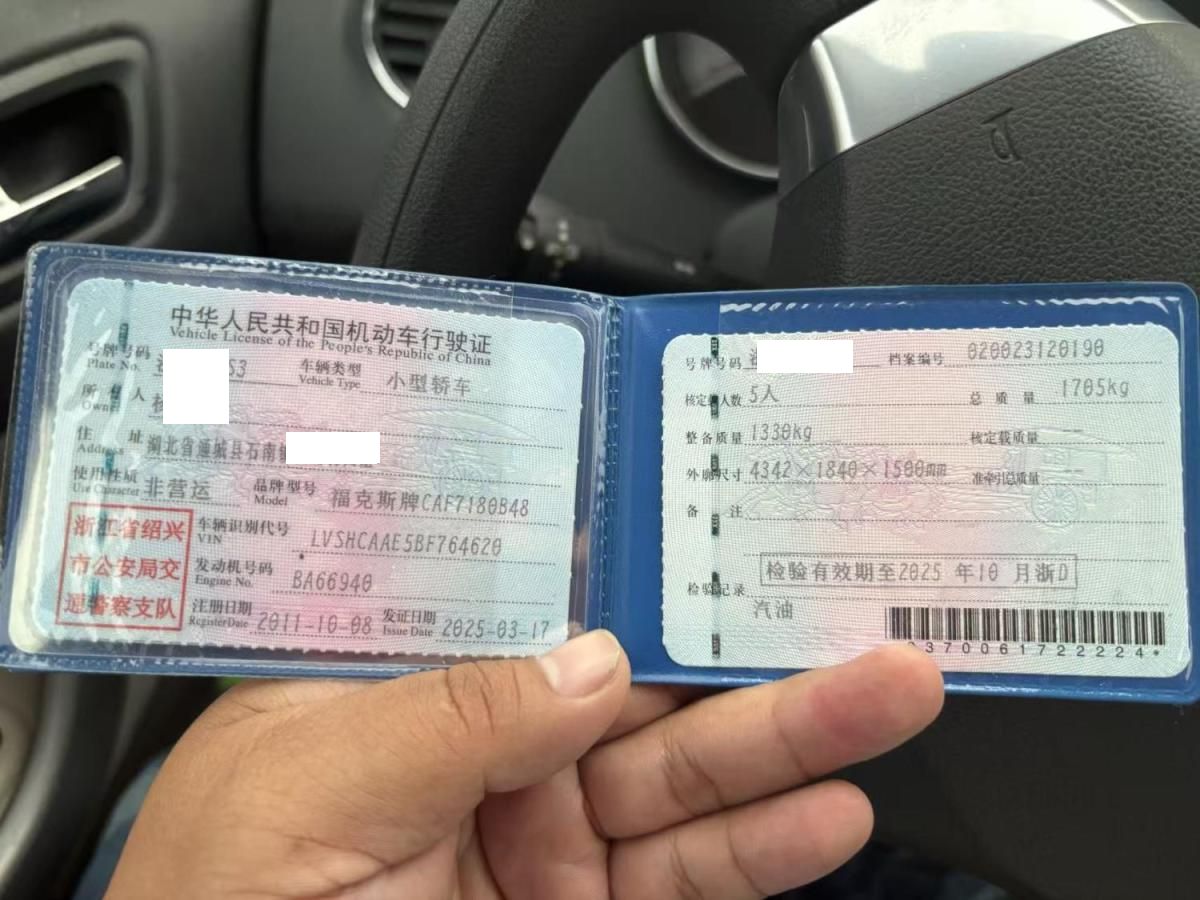 中华人民共和国机动车行驶证
Vehicle License of the People's Republic of China
号牌号码 S3 车辆类型 小型轿车
Plate No. Vehicle Type
所有人
Owner
住址 湖北省通城县石南镇
Address
使用性质 非营运 品牌型号 福克斯牌CAF7180B48
Use Character Model
浙江省绍兴
市公安局交
通警察支队
车辆识别代号 LVSHCAAE5BF764620
VIN
发动机号码 BA66940
Engine No.
注册日期 2011-10-08 发证日期 2025-03-17
Register Date Issue Date
号牌号码 档案编号 020023120190
核定载人数 5人 总质量 1705kg
整备质量 1330kg 核定载质量 --
外廓尺寸 4342×1840×1500mm 准牵引总质量 --
备注
检验有效期至2025 年10 月浙D
检验记录
汽油
370061722224*